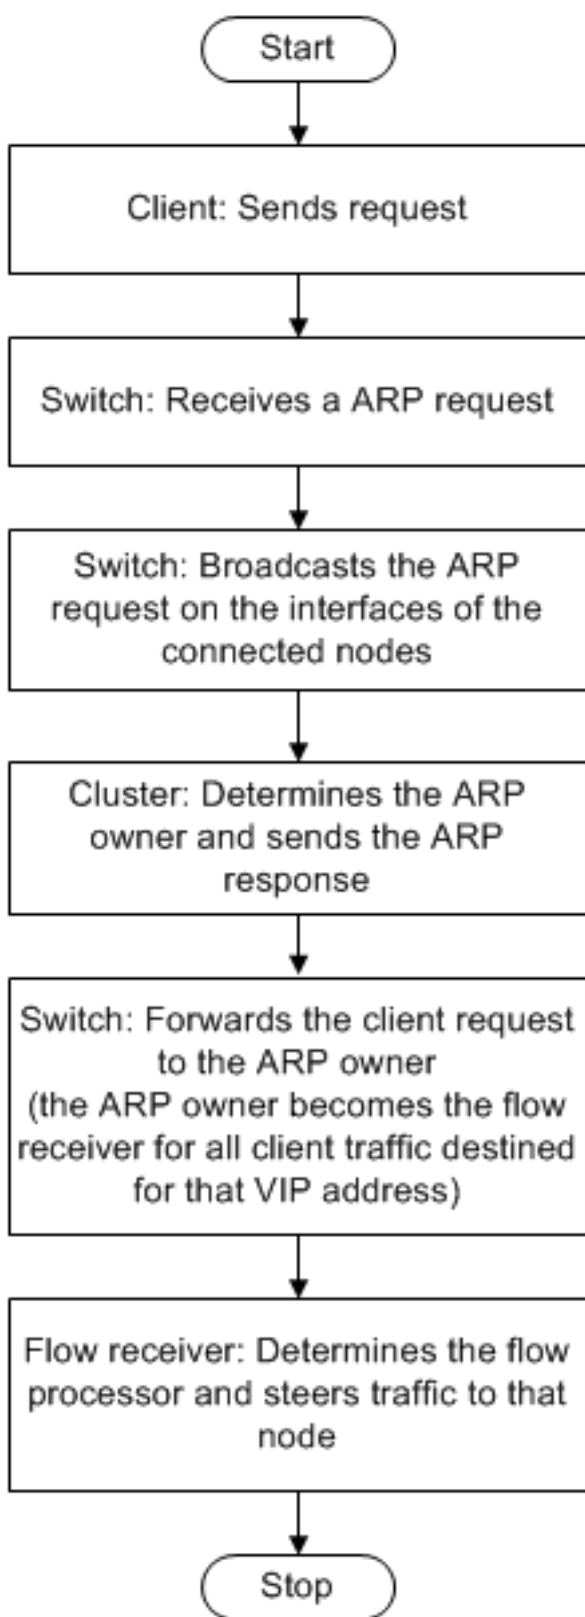 Start
Client: Sends request
Switch: Receives a ARP request
Switch: Broadcasts the ARP
request on the interfaces of the
connected nodes
Cluster: Determines the ARP
owner and sends the ARP
response
Switch: Forwards the client request
to the ARP owner
(the ARP owner becomes the flow
receiver for all client traffic destined
for that VIP address)
Flow receiver: Determines the flow
processor and steers traffic to that
node
Stop